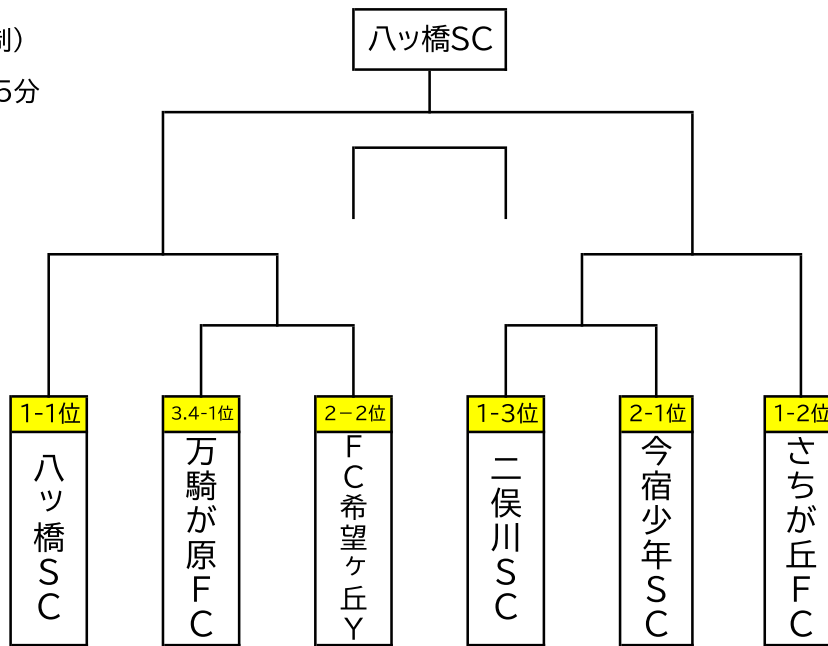 制）
八ッ橋SC
5分
1-1位
3.4-1位
2－2位
1-3位
2-1位
1-2位
八ッ橋SC
万騎が原FC
FC希望ヶ丘Y
二俣川SC
今宿少年SC
さちが丘FC